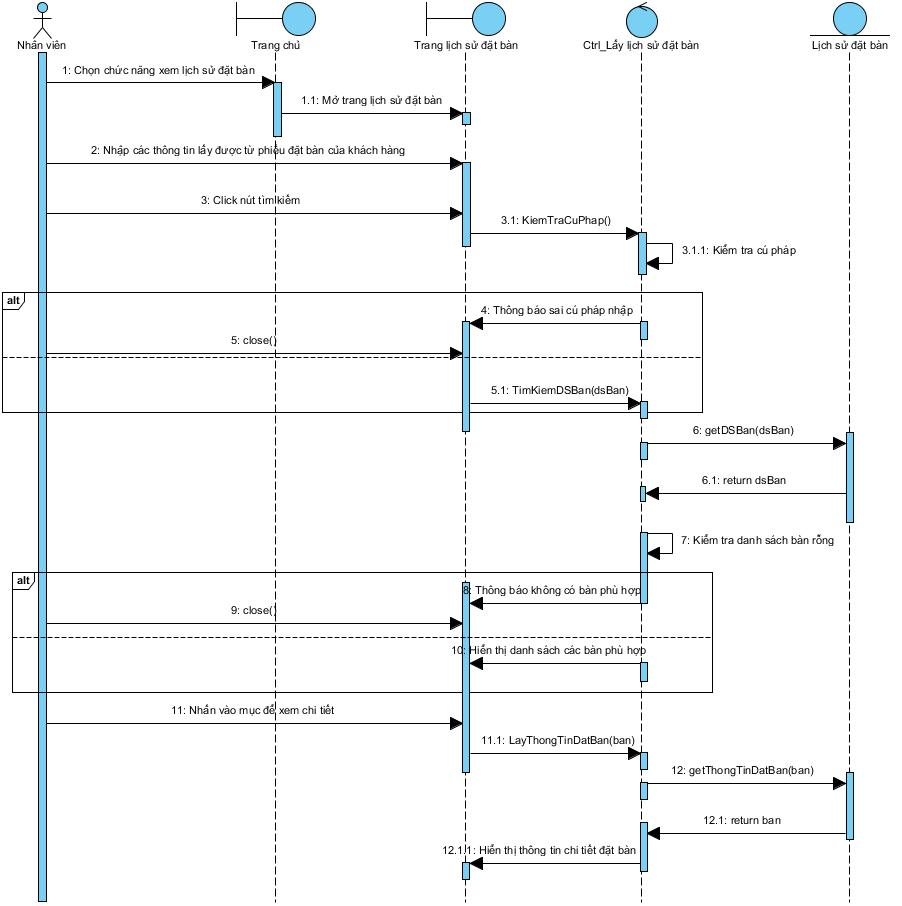 Nhân viên
Trang chủ
Trang lịch sử đặt bàn
Ctrl_Lấy lịch sử đặt bàn
Lịch sử đặt bàn
1: Chọn chức năng xem lịch sử đặt bàn
1.1: Mở trang lịch sử đặt bàn
2: Nhập các thông tin lấy được từ phiếu đặt bàn của khách hàng
3: Click nút tìm kiếm
3.1: KiemTraCuPhap()
3.1.1: Kiểm tra cú pháp
alt
4: Thông báo sai cú pháp nhập
5: close()
5.1: TimKiemDSBan(dsBan)
6: getDSBan(dsBan)
6.1: return dsBan
7: Kiểm tra danh sách bàn rỗng
alt
8: Thông báo không có bàn phù hợp
9: close()
10: Hiển thị danh sách các bàn phù hợp
11: Nhấn vào mục để xem chi tiết
11.1: LayThongTinDatBan(ban)
12: getThongTinDatBan(ban)
12.1: return ban
12.1.1: Hiển thị thông tin chi tiết đặt bàn